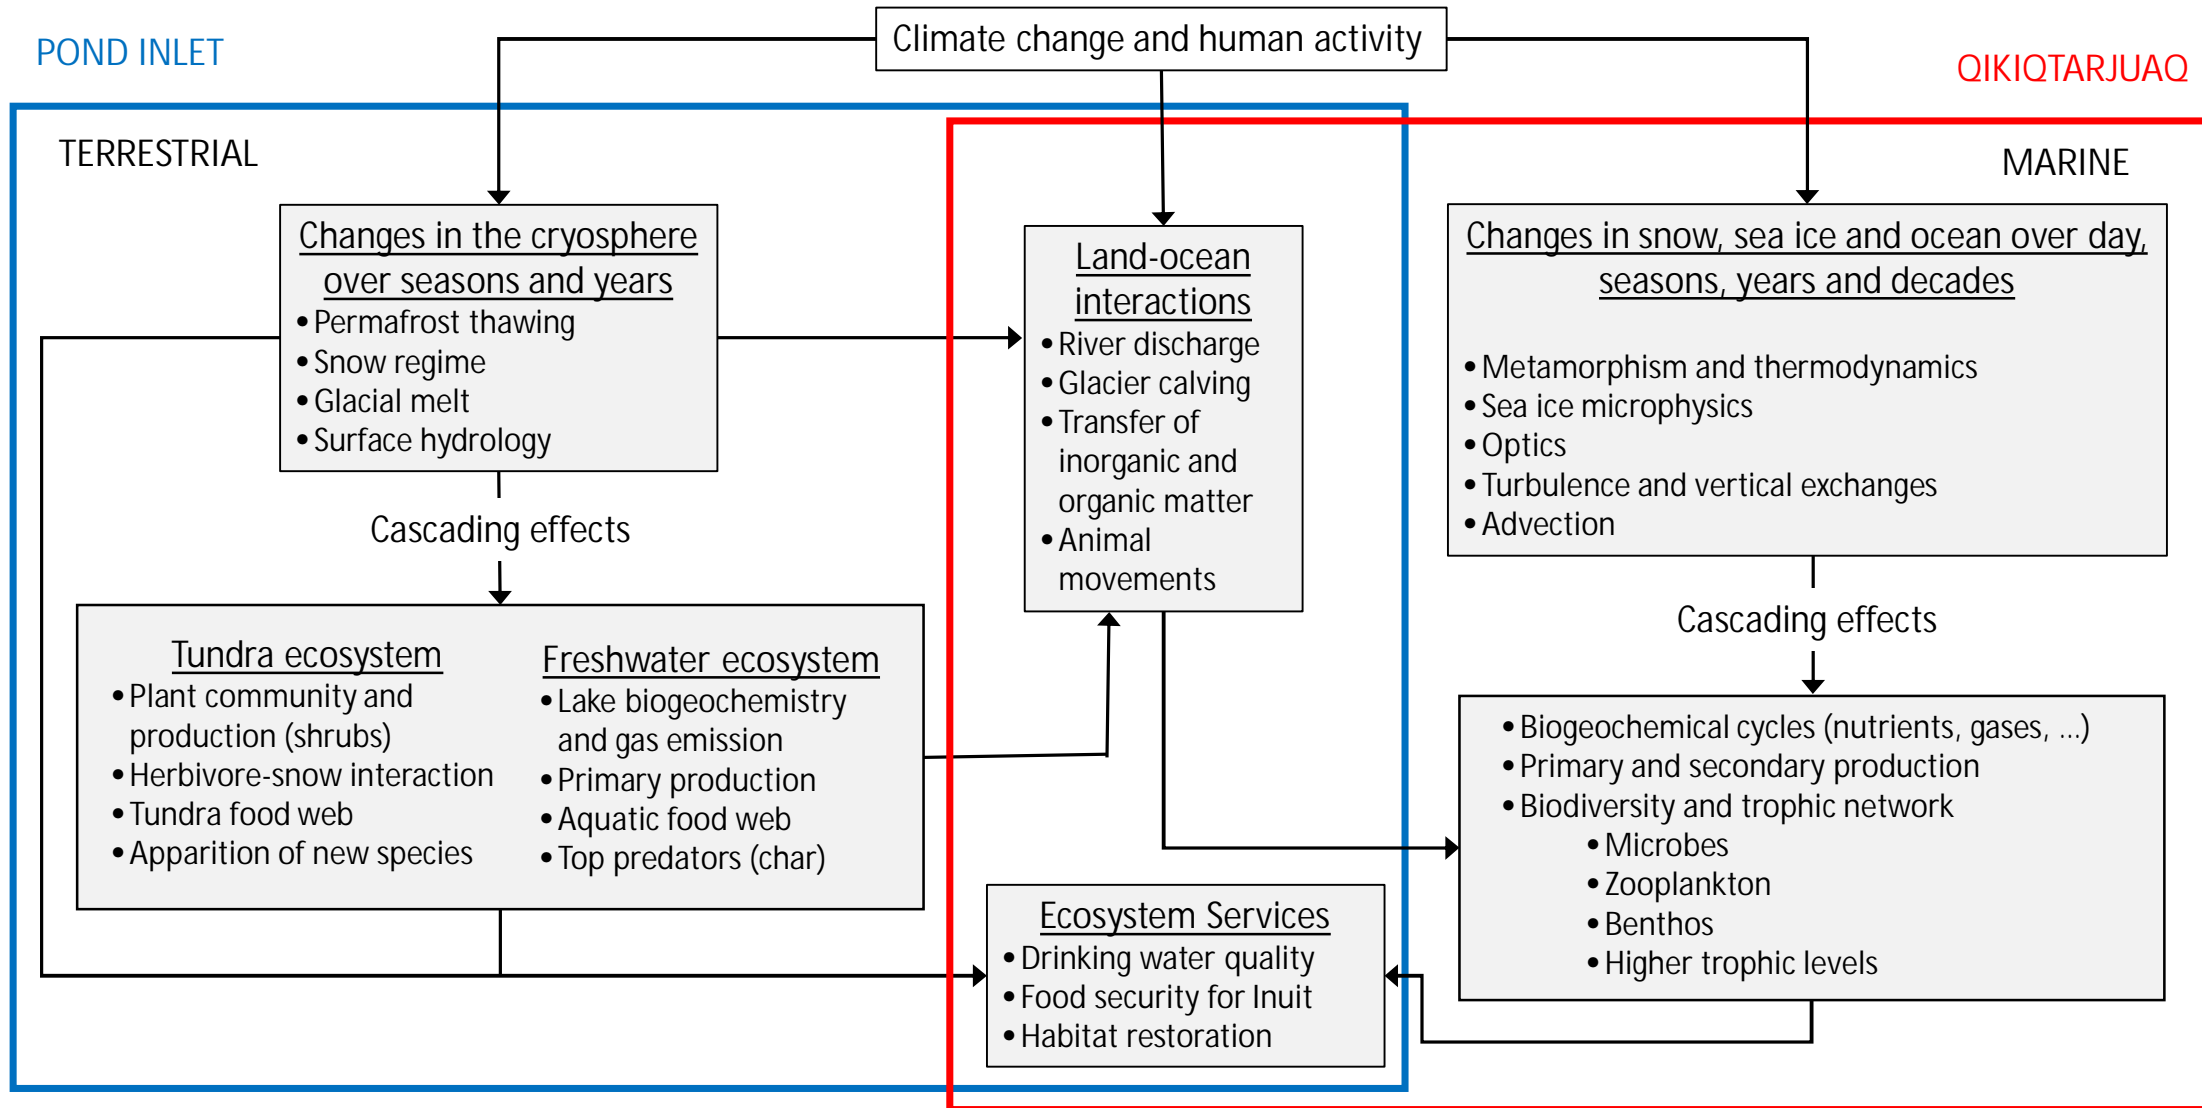 Climate change and human activity
POND INLET
QIKIQTARJUAQ
TERRESTRIAL
MARINE
Changes in the cryosphere
over seasons and years
•Permafrost thawing
•Snow regime
•Glacial melt
•Surface hydrology
Cascading effects
Tundra ecosystem
•Plant community and
production (shrubs)
•Herbivore-snow interaction
•Tundra food web
•Apparition of new species
Freshwater ecosystem
•Lake biogeochemistry
and gas emission
•Primary production
•Aquatic food web
•Top predators (char)
Land-ocean
interactions
•River discharge
•Glacier calving
•Transfer of
inorganic and
organic matter
•Animal
movements
Ecosystem Services
•Drinking water quality
•Food security for Inuit
•Habitat restoration
Changes in snow, sea ice and ocean over day,
seasons, years and decades
•Metamorphism and thermodynamics
•Sea ice microphysics
•Optics
•Turbulence and vertical exchanges
•Advection
Cascading effects
•Biogeochemical cycles (nutrients, gases, ...)
•Primary and secondary production
•Biodiversity and trophic network
•Microbes
•Zooplankton
•Benthos
•Higher trophic levels